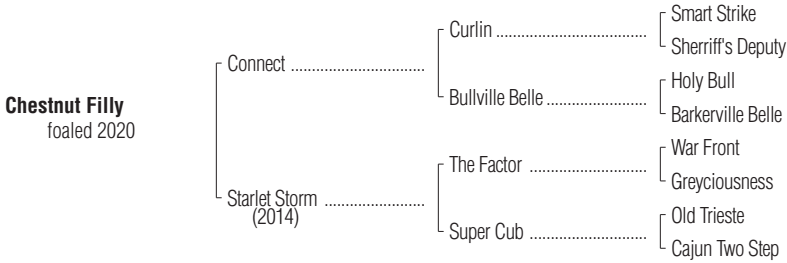 Chestnut Filly
foaled 2020
Connect ................................
Starlet Storm ........................
(2014)
Curlin ....................................
Bullville Belle ........................
The Factor ............................
Super Cub ............................
Smart Strike
Sherriff's Deputy
Holy Bull
Barkerville Belle
War Front
Greyciousness
Old Trieste
Cajun Two Step